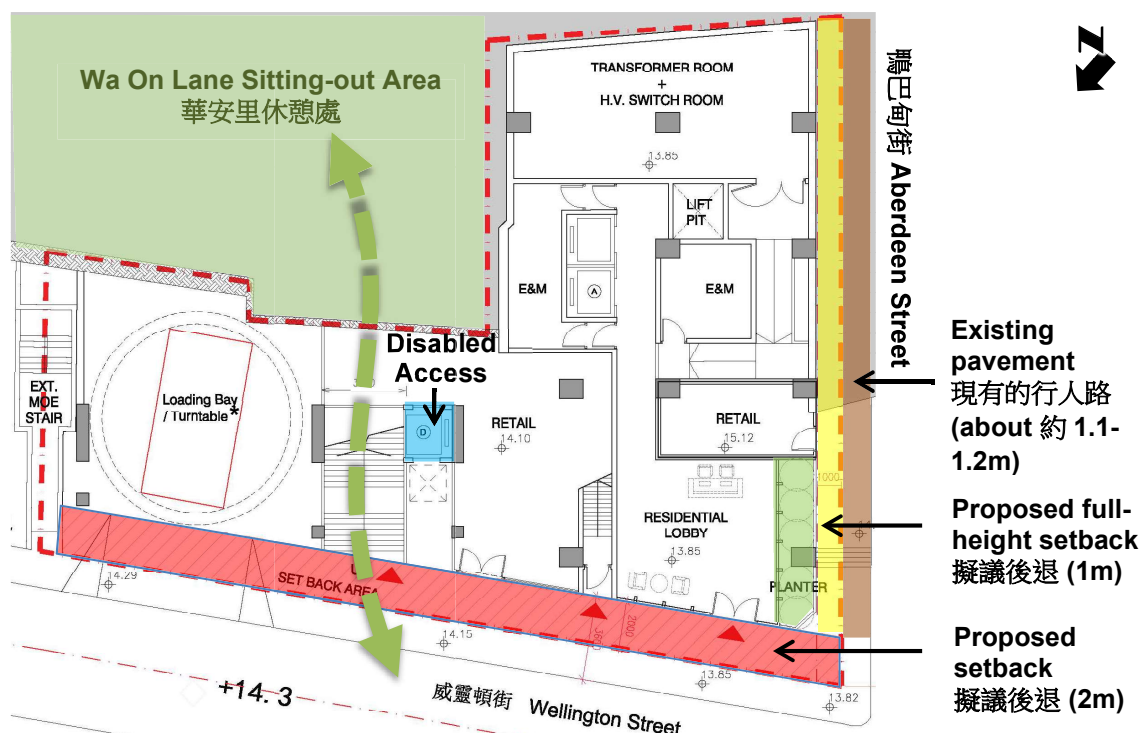 Wa On Lane Sitting-out Area
華安里休憩處
TRANSFORMER ROOM
+
H.V. SWITCH ROOM
13.85
鴨巴甸街 Aberdeen Street
N
LIFT
PIT
E&M
A
E&M
Disabled
Access
Existing
pavement
現有的行人路
(about 約 1.1-
1.2m)
EXT.
MOE
STAIR
Loading Bay
/ Turntable*
D
RETAIL
14.10
RETAIL
15.12
1000
Proposed full-
height setback
擬議後退 (1m)
RESIDENTIAL
LOBBY
13.85
PLANTER
SET BACK AREA
14.29
14.15
3600
2000
13.85
13.82
Proposed
setback
擬議後退 (2m)
+14. 3
威靈頓街 Wellington Street